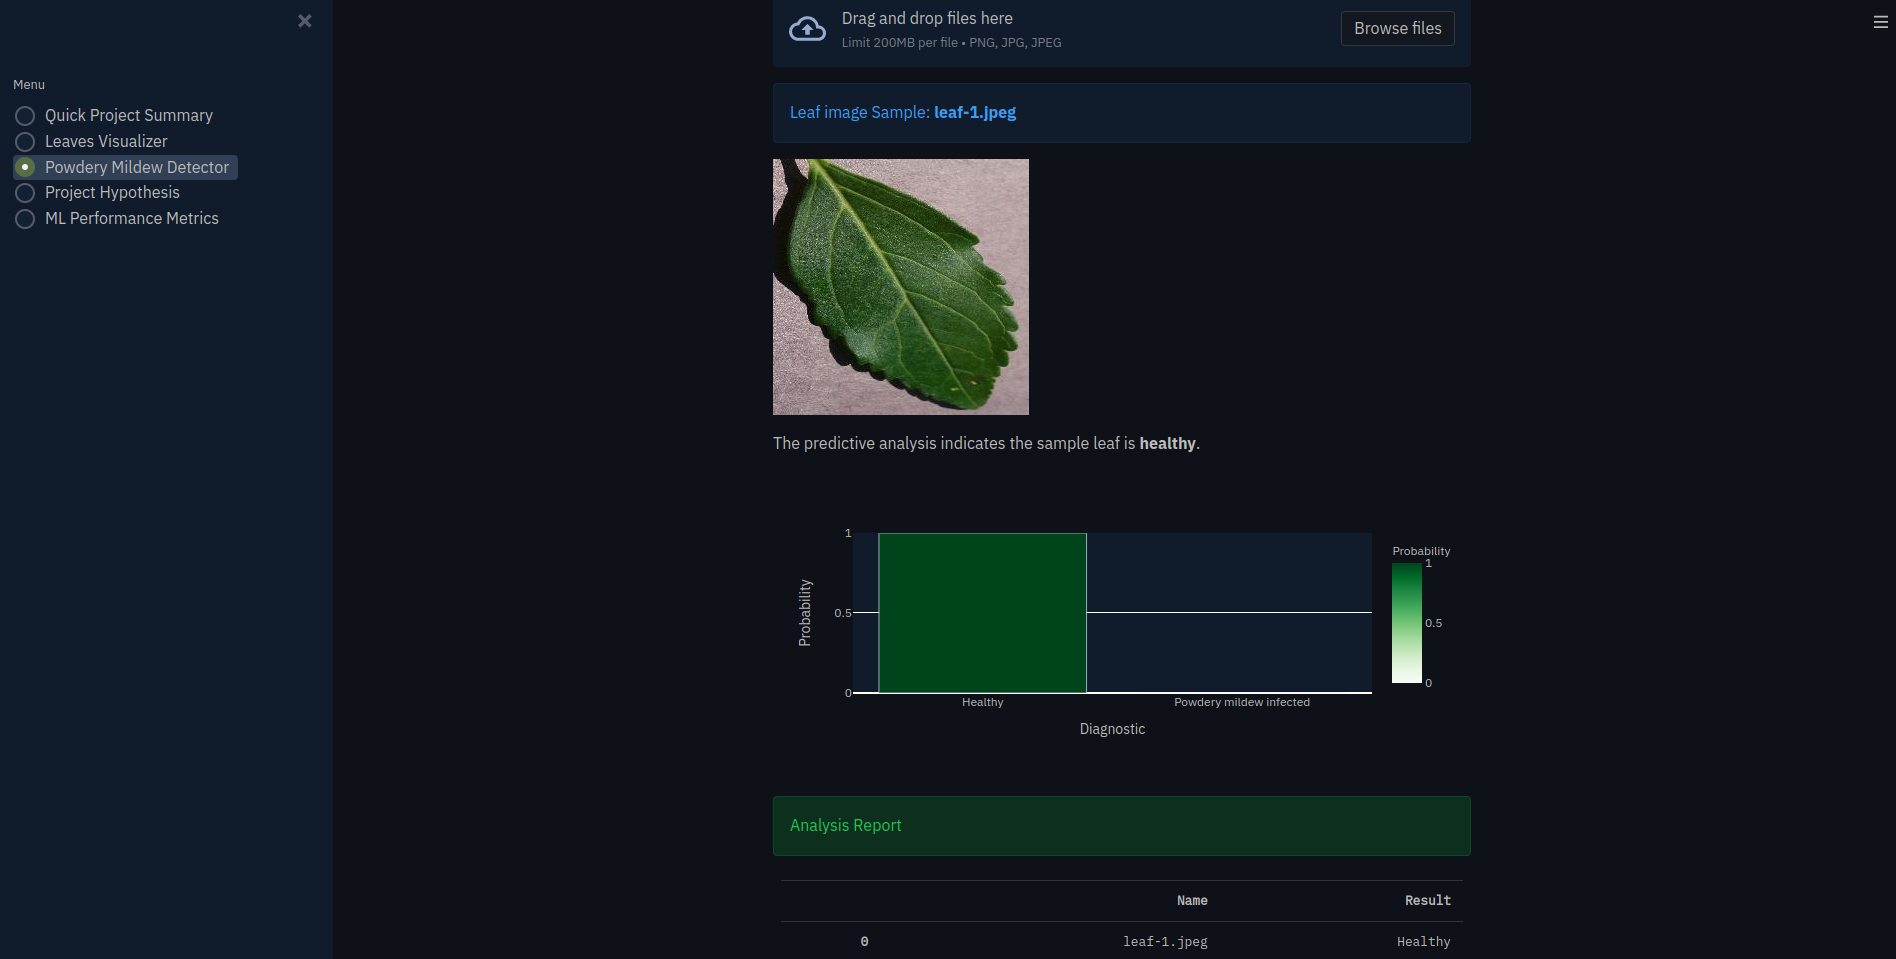 Menu
Quick Project Summary
Leaves Visualizer
Powdery Mildew Detector
Project Hypothesis
ML Performance Metrics
Drag and drop files here
Limit 200MB per file • PNG, JPG, JPEG
Browse files
Leaf image Sample: leaf-1.jpeg
The predictive analysis indicates the sample leaf is healthy.
Probability
1
0.5
0
Healthy
Powdery mildew infected
Diagnostic
Probability
1
0.5
0
Analysis Report
Name Result
0 leaf-1.jpeg Healthy